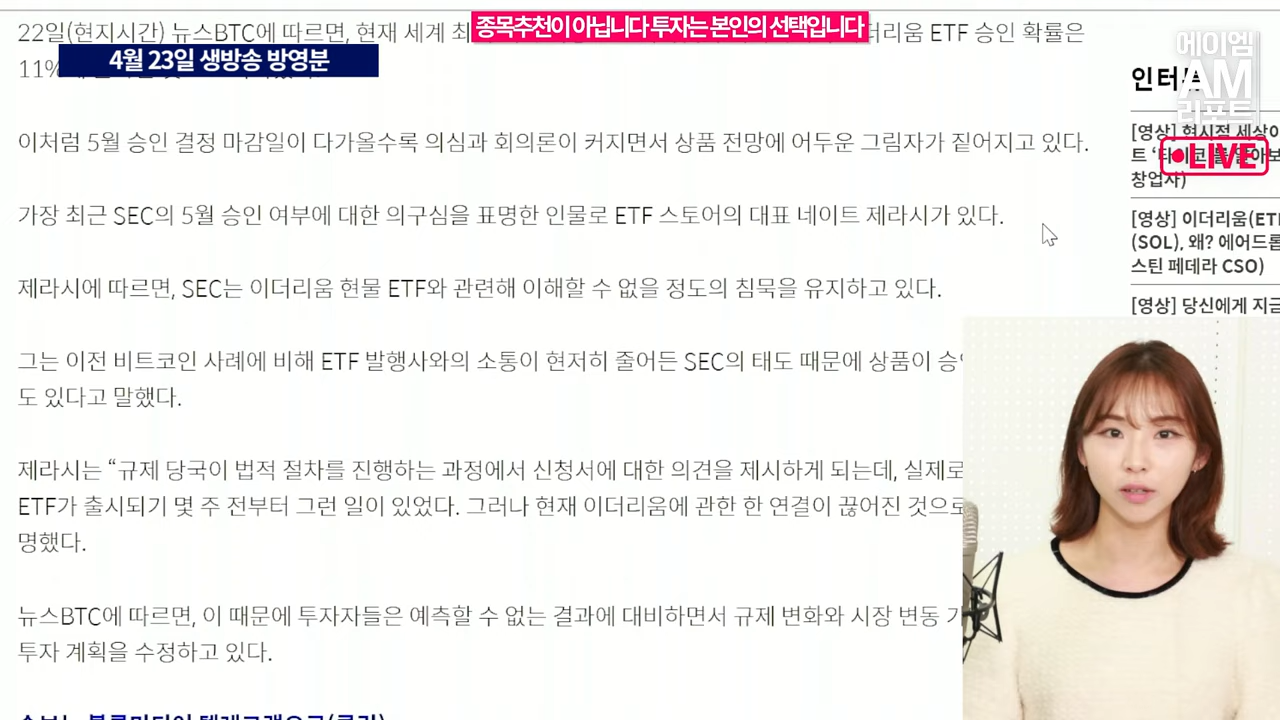 종목추천이 아닙니다 투자는 본인의 선택입니다
22일(현지시간) 뉴스BTC에 따르면, 현재 세계 최 더리움 ETF 승인 확률은
4월 23일 생방송 방영분
11%
이처럼 5월 승인 결정 마감일이 다가올수록 의심과 회의론이 커지면서 상품 전망에 어두운 그림자가 짙어지고 있다.
가장 최근 SEC의 5월 승인 여부에 대한 의구심을 표명한 인물로 ETF 스토어의 대표 네이트 제라시가 있다.
제라시에 따르면, SEC는 이더리움 현물 ETF와 관련해 이해할 수 없을 정도의 침묵을 유지하고 있다.
그는 이전 비트코인 사례에 비해 ETF 발행사와의 소통이 현저히 줄어든 SEC의 태도 때문에 상품이
도 있다고 말했다.
제라시는 “규제 당국이 법적 절차를 진행하는 과정에서 신청서에 대한 의견을 제시하게 되는데, 실제로
ETF가 출시되기 몇 주 전부터 그런 일이 있었다. 그러나 현재 이더리움에 관한 한 연결이 끊어진 것으로
명했다.
뉴스BTC에 따르면, 이 때문에 투자자들은 예측할 수 없는 결과에 대비하면서 규제 변화와 시장 변동
투자 계획을 수정하고 있다.
에이엠
AM
리포트
LIVE
[영상] 현시점 세상
창업자)
[영상] 이더리움(ET
(SOL), 왜? 에어드롭
스틴 페데라 CSO)
[영상] 당신에게 지금